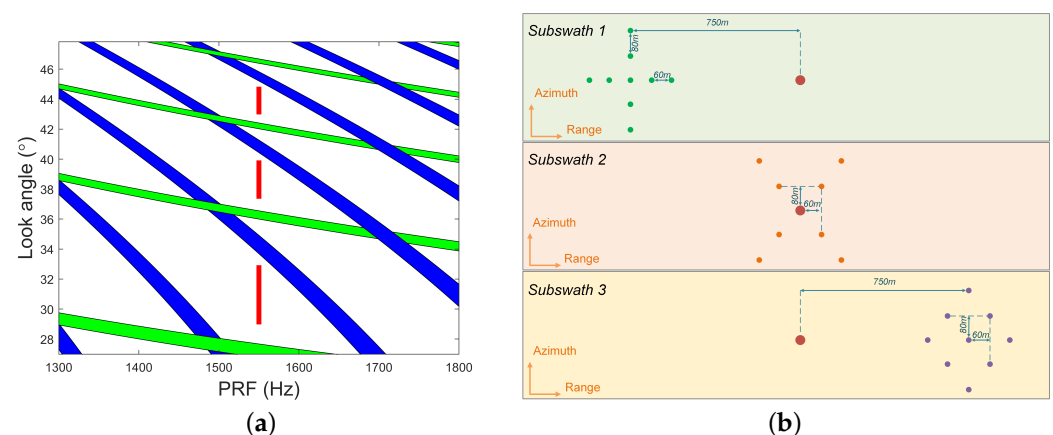 46
44
42
40
38
36
34
32
30
28
Look angle (°)
1300
1400
1500
1600
1700
1800
PRF (Hz)
(a)
Subswath 1
750m
80m
60m
Azimuth
Range
Subswath 2
80m
60m
Azimuth
Range
Subswath 3
750m
80m
60m
Azimuth
Range
(b)